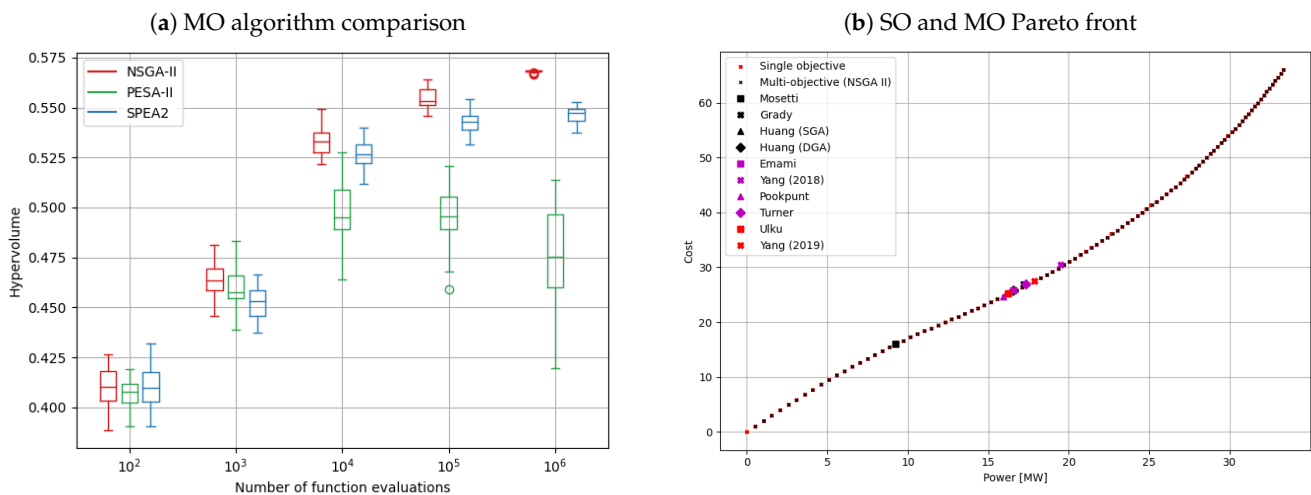 (a) MO algorithm comparison
0.575
0.550
0.525
0.500
0.475
0.450
0.425
0.400
Hypervolume
NSGA-II
PESA-II
SPEA2
10²
10³
10⁴
10⁵
10⁶
Number of function evaluations
(b) SO and MO Pareto front
60
50
40
30
20
10
0
Cost
Single objective
Multi-objective (NSGA II)
Mosetti
Grady
Huang (SGA)
Huang (DGA)
Emami
Yang (2018)
Pookpunt
Turner
Ulku
Yang (2019)
0
5
10
15
20
25
30
Power [MW]